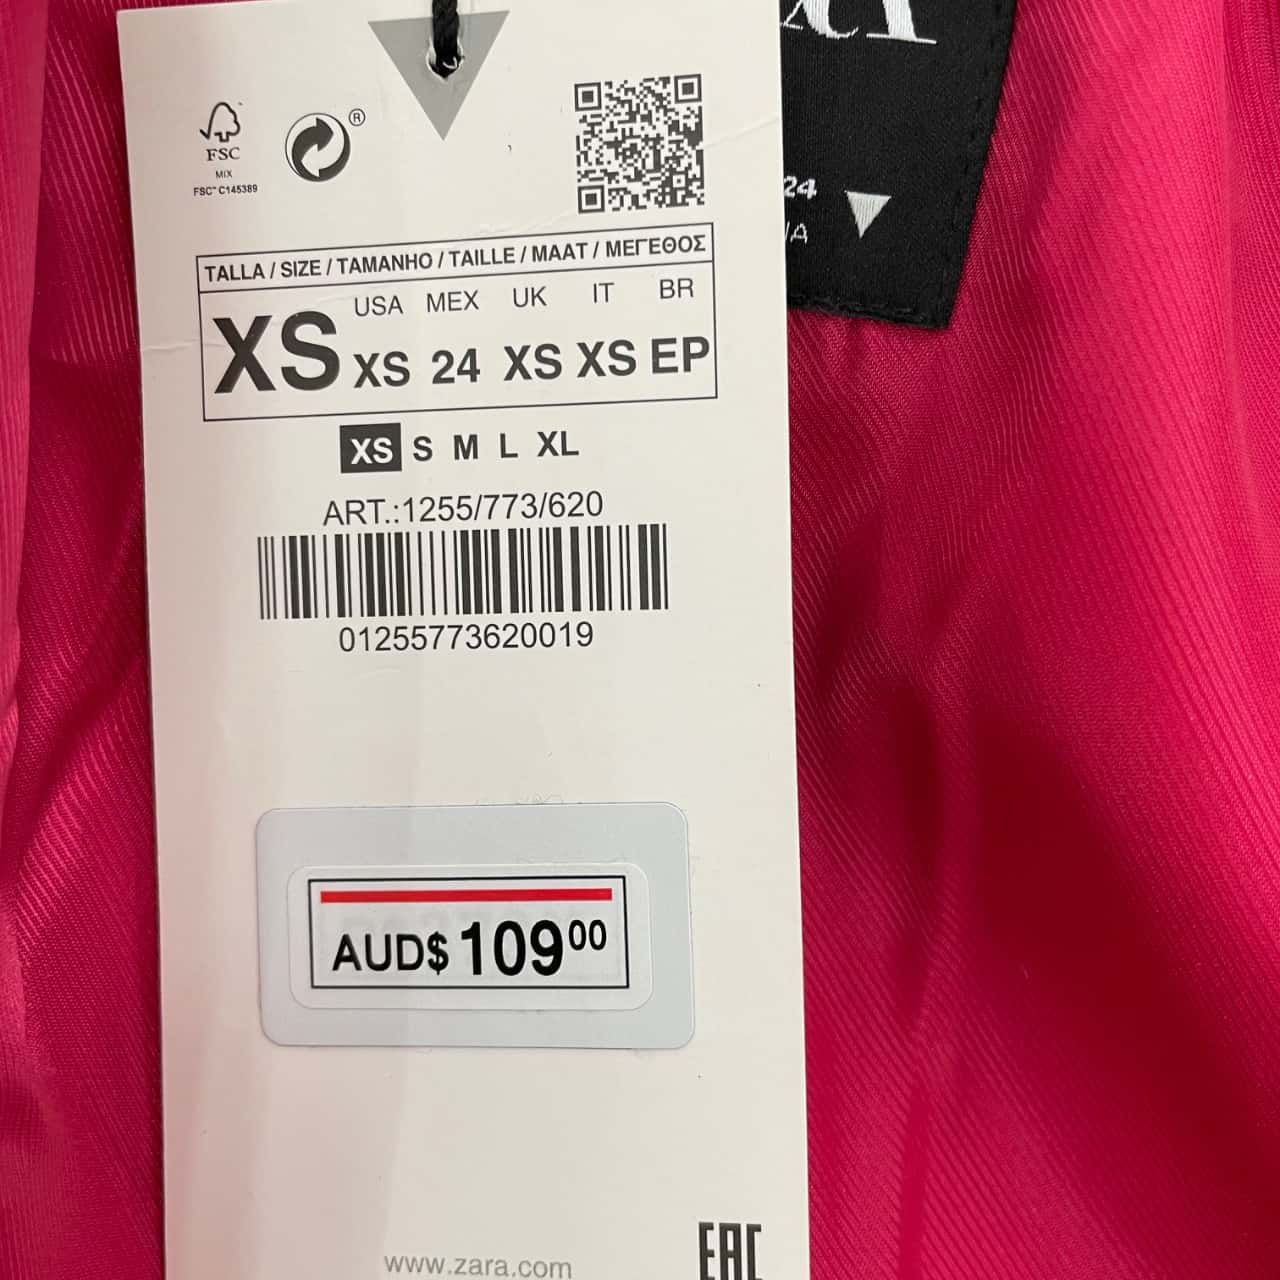 FSC
MIX
FSC™ C145389
®
24
TALLA / SIZE / TAMANHO / TAILLE / MAAT / ΜΕΓΕΘΟΣ
USA MEX UK IT BR
XS XS 24 XS XS EP
XS S M L XL
ART.:1255/773/620
01255773620019
AUD$ 109⁰⁰
www.zara.com
EAC